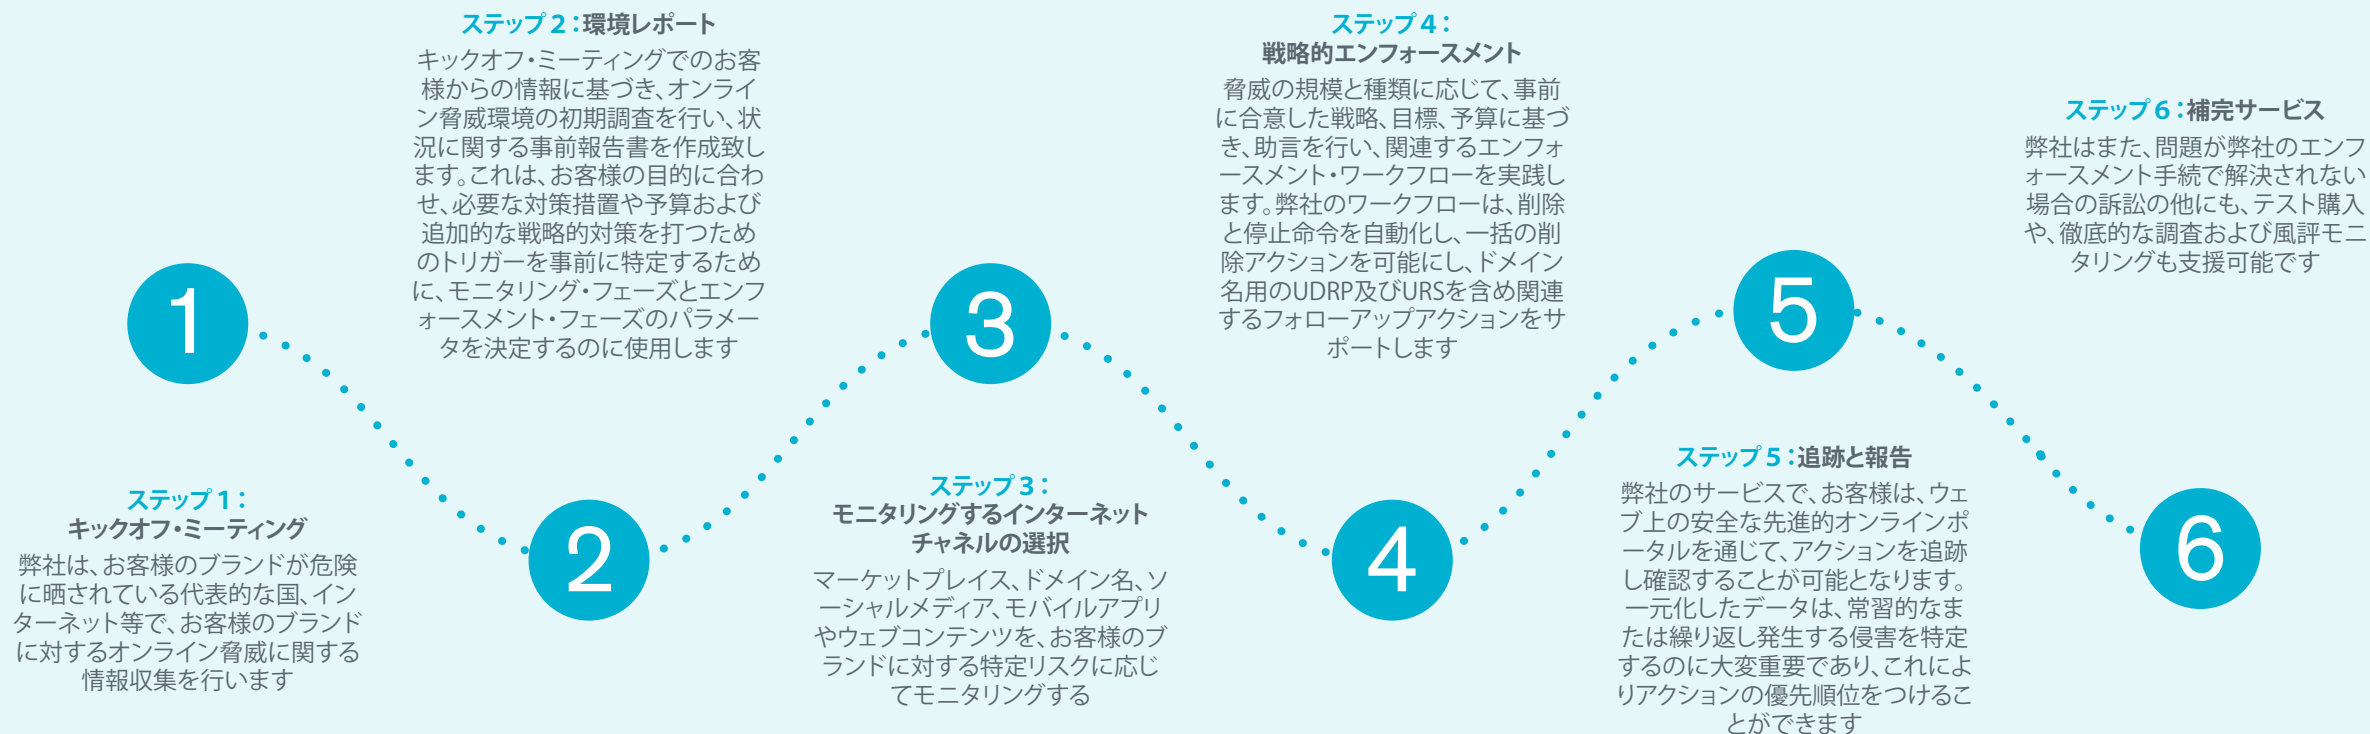 ステップ 1：
キックオフ・ミーティング
弊社は、お客様のブランドが危険
に晒されている代表的な国、イン
ターネット等で、お客様のブランド
に対するオンライン脅威に関する
情報収集を行います
1
ステップ 2：環境レポート
キックオフ・ミーティングでのお客
様からの情報に基づき、オンライ
ン脅威環境の初期調査を行い、状
況に関する事前報告書を作成致し
ます。これは、お客様の目的に合わ
せ、必要な対策措置や予算および
追加的な戦略的対策を打つため
のトリガーを事前に特定するため
に、モニタリング・フェーズとエンフ
ォースメント・フェーズのパラメー
タを決定するのに使用します
2
3
ステップ 3：
モニタリングするインターネット
チャネルの選択
マーケットプレイス、ドメイン名、ソ
ーシャルメディア、モバイルアプリ
やウェブコンテンツを、お客様のブ
ランドに対する特定リスクに応じ
てモニタリングする
ステップ 4：
戦略的エンフォースメント
脅威の規模と種類に応じて、事前
に合意した戦略、目標、予算に基づ
き、助言を行い、関連するエンフォ
ースメント・ワークフローを実践し
ます。弊社のワークフローは、削除
と停止命令を自動化し、一括の削
除アクションを可能にし、ドメイン
名用のUDRP及びURSを含め関連
するフォローアップアクションをサ
ポートします
4
5
ステップ 5：追跡と報告
弊社のサービスで、お客様は、ウェ
ブ上の安全な先進的オンラインポ
ータルを通じて、アクションを追跡
し確認することが可能となります。
一元化したデータは、常習的なま
たは繰り返し発生する侵害を特定
するのに大変重要であり、これによ
りアクションの優先順位をつけるこ
とができます
ステップ 6：補完サービス
弊社はまた、問題が弊社のエンフ
ォースメント手続で解決されない
場合の訴訟の他にも、テスト購入
や、徹底的な調査および風評モニ
タリングも支援可能です
6